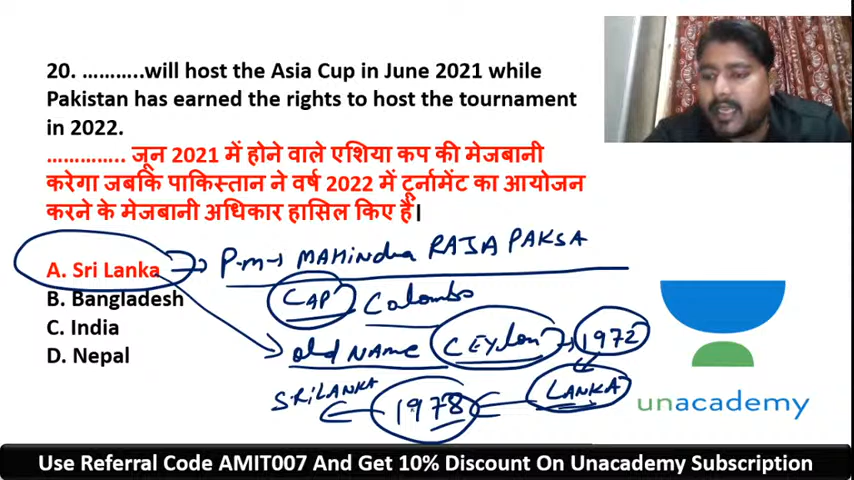 20. ………..will host the Asia Cup in June 2021 while
Pakistan has earned the rights to host the tournament
in 2022.
………….. जून 2021 में होने वाले एशिया कप की मेजबानी
करेगा जबकि पाकिस्तान ने वर्ष 2022 में टूर्नामेंट का आयोजन
करने के मेजबानी अधिकार हासिल किए हैं।
A. Sri Lanka
P.m→ MAHindra RAJA PAKSA
B. Bangladesh
CAP Colombo
C. India
old NAME CEYlon → 1972
D. Nepal
SRILANKA 1978 LANKA
unacademy
Use Referral Code AMIT007 And Get 10% Discount On Unacademy Subscription